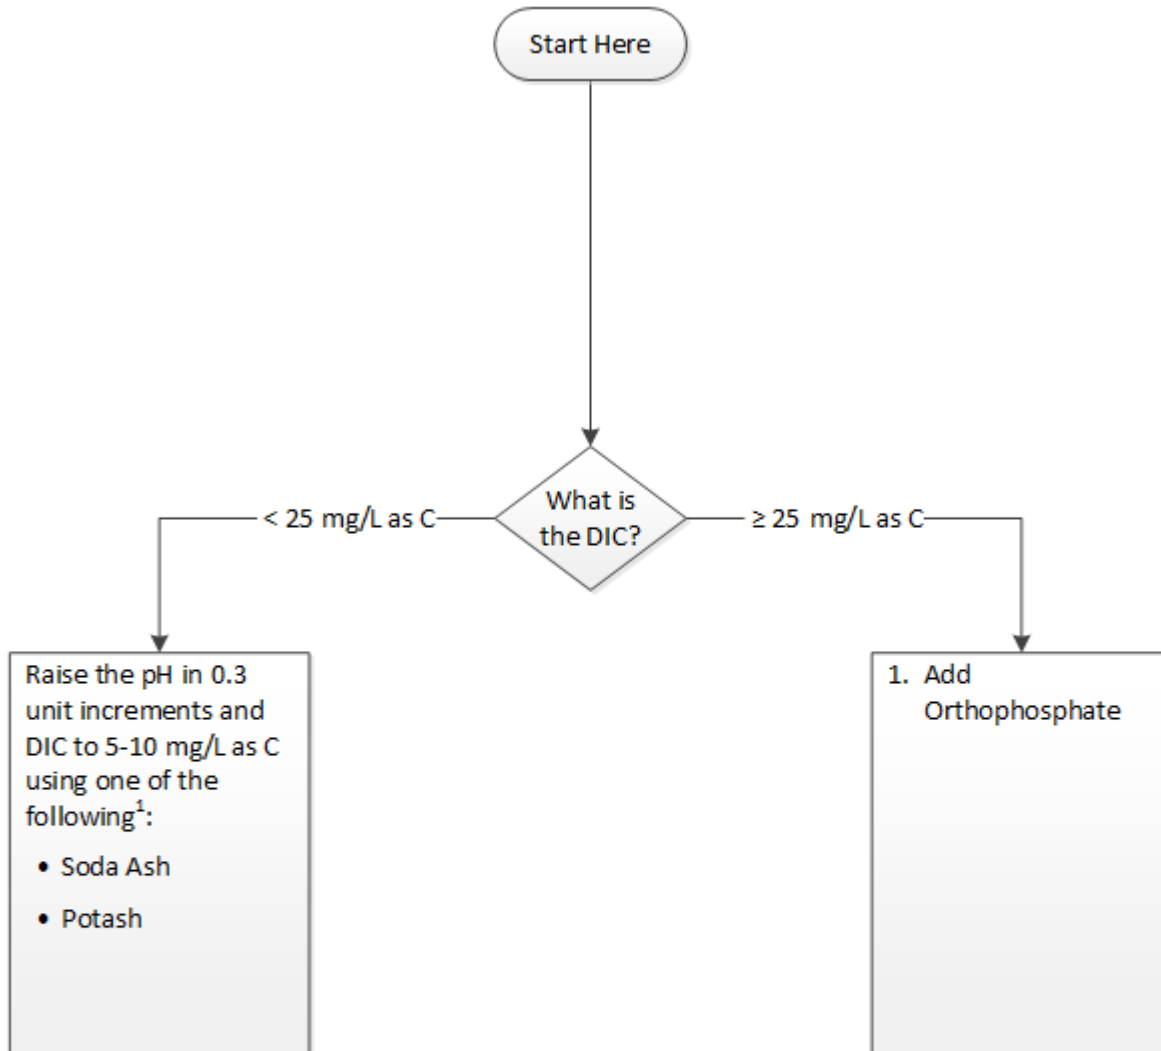 Start Here
What is
the DIC?
< 25 mg/L as C
≥ 25 mg/L as C
Raise the pH in 0.3
unit increments and
DIC to 5-10 mg/L as C
using one of the
following¹:
• Soda Ash
• Potash
1. Add
Orthophosphate